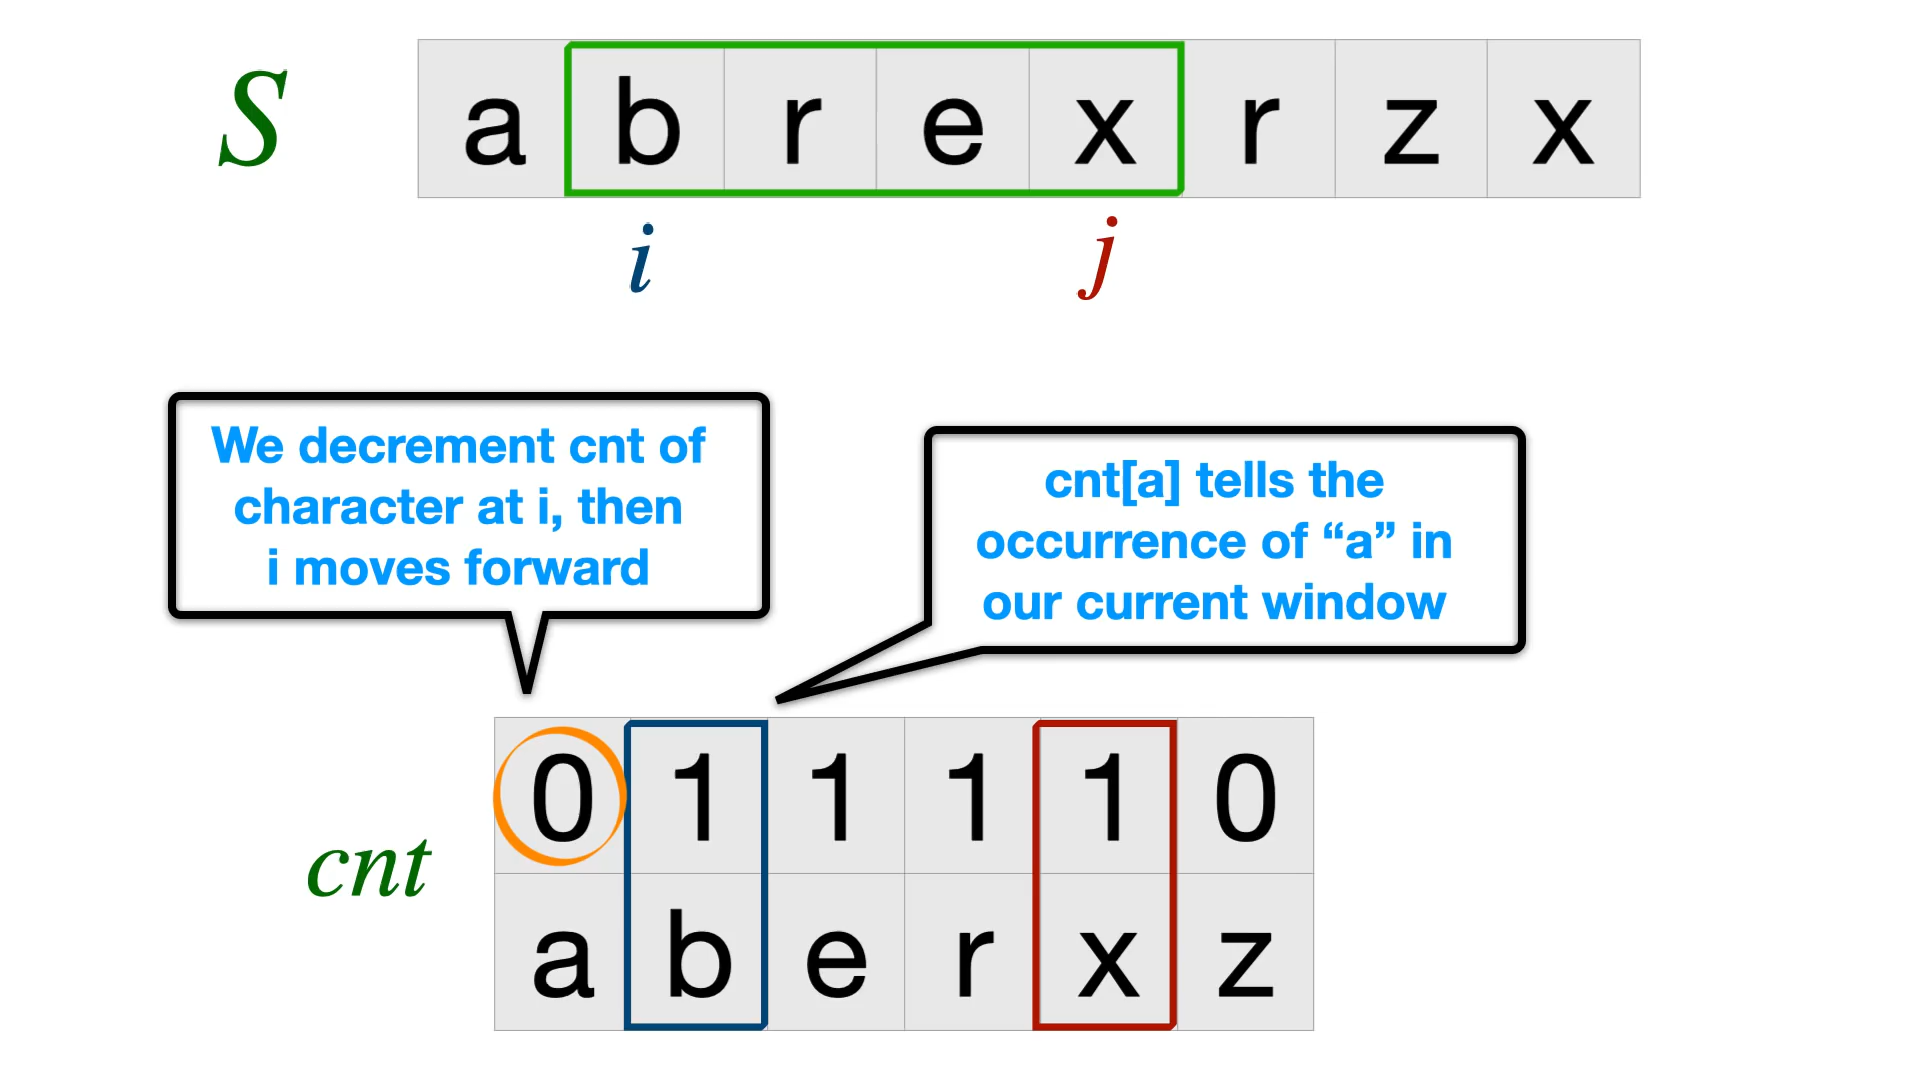 S a b r e x r z x
i j
We decrement cnt of
character at i, then
i moves forward
cnt[a] tells the
occurrence of “a” in
our current window
cnt
0 1 1 1 1 0
a b e r x z